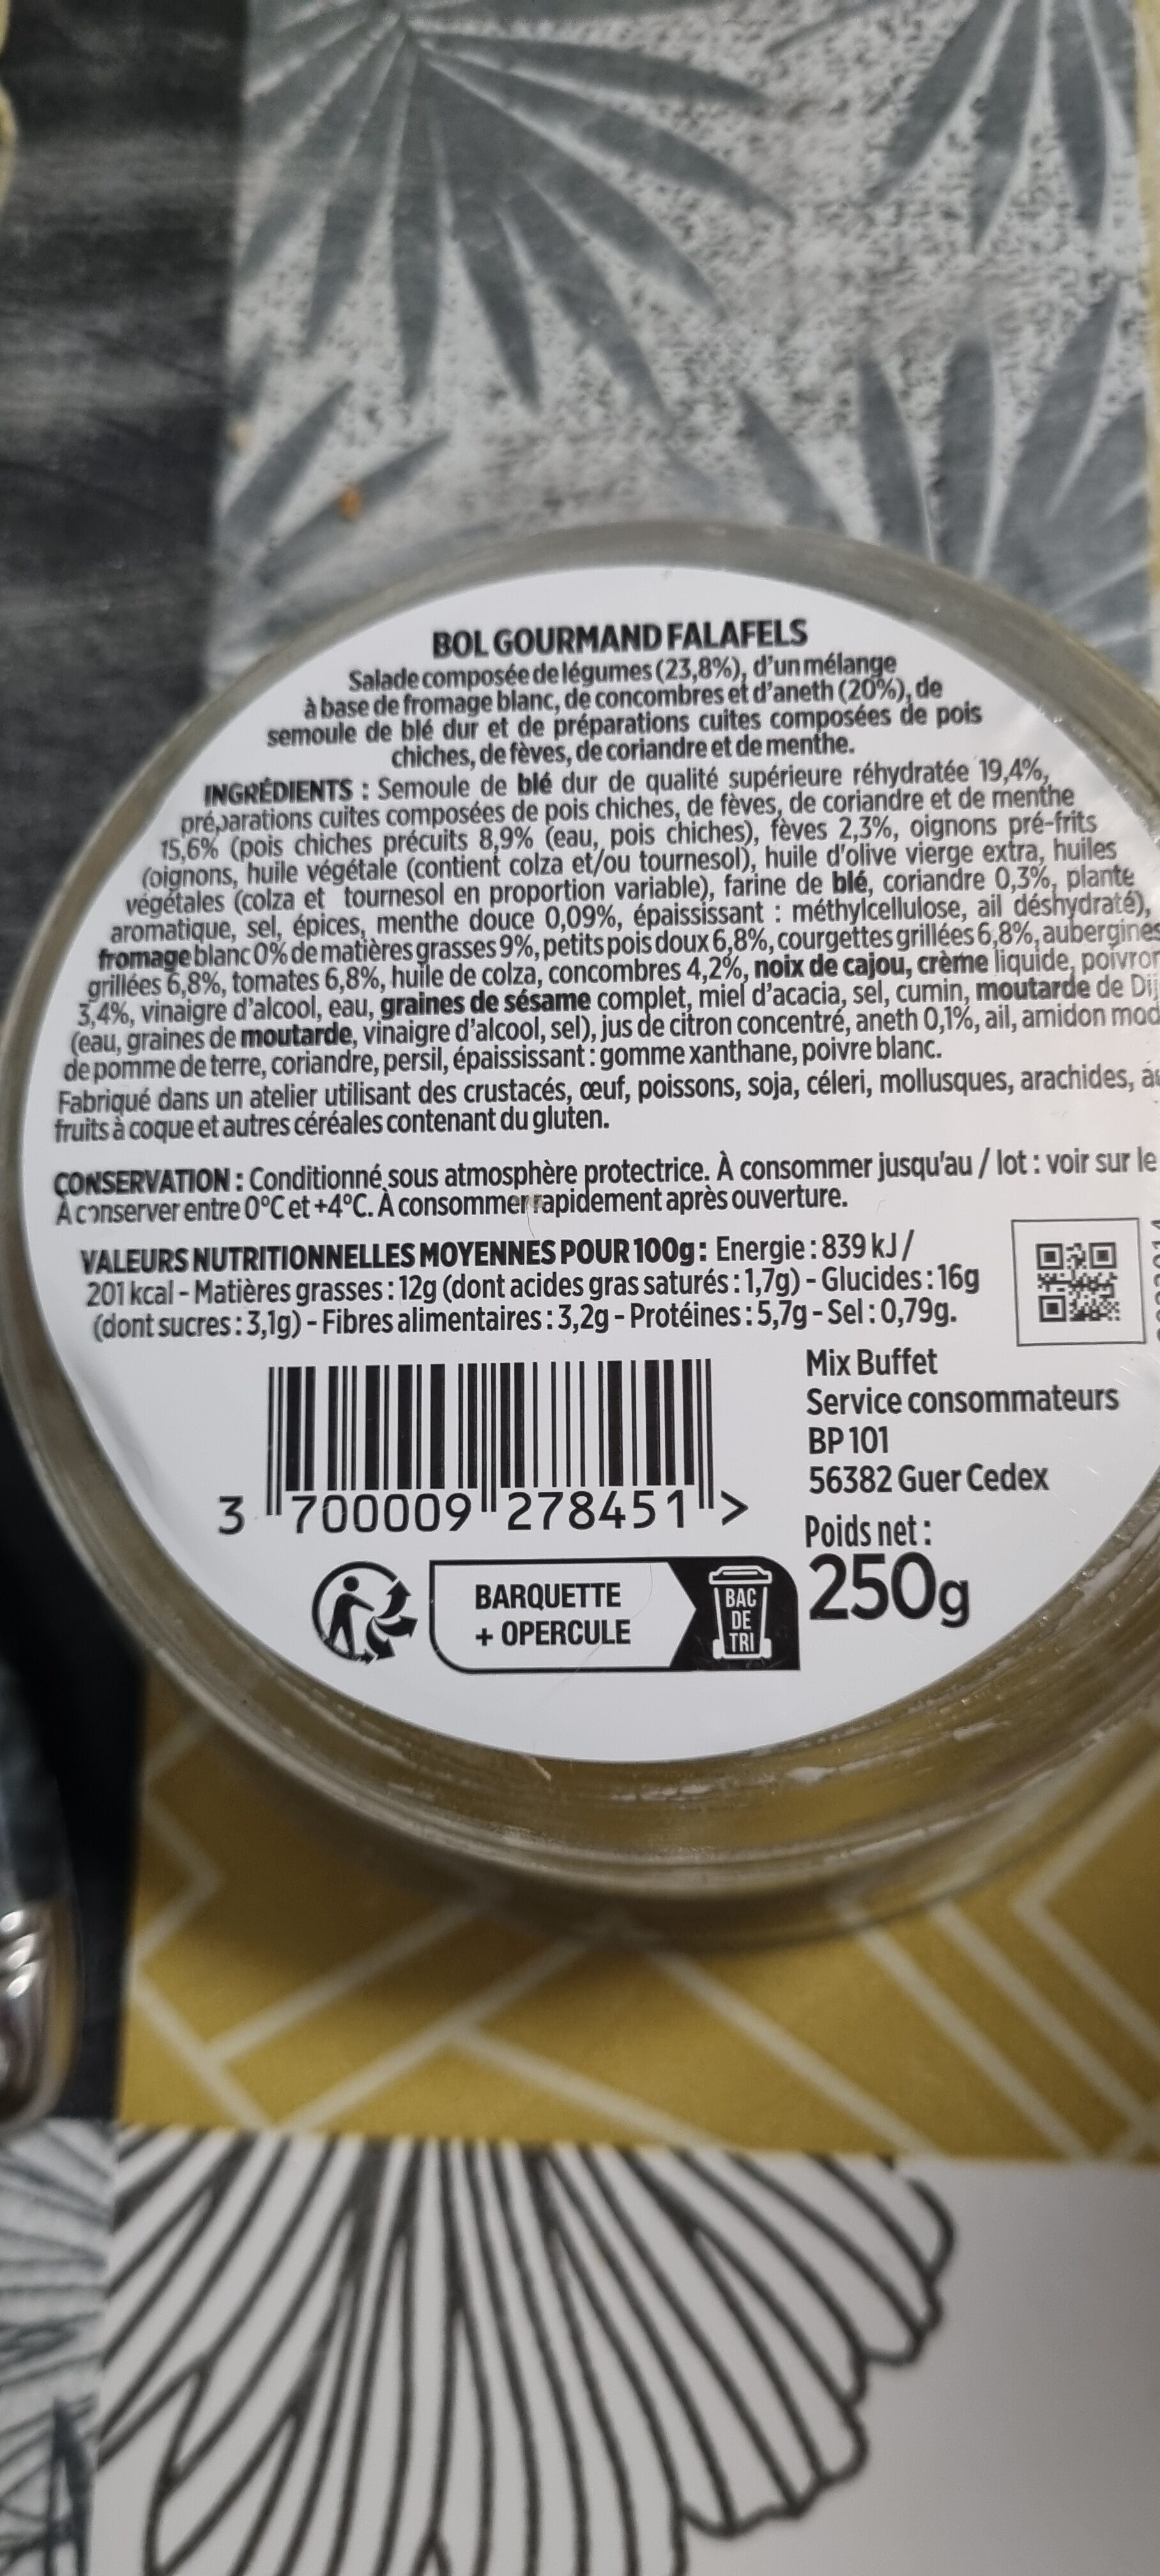 BOL GOURMAND FALAFELS
Salade composée de légumes (23,8%), d'un mélange
à base de fromage blanc, de concombres et d'aneth (20%), de
semoule de blé dur et de préparations cuites composées de pois
chiches, de fèves, de coriandre et de menthe.
INGRÉDIENTS : Semoule de blé dur de qualité supérieure réhydratée 19,4%,
préparations cuites composées de pois chiches, de fèves, de coriandre et de menthe
15,6% (pois chiches précuits 8,9% (eau, pois chiches), fèves 2,3%, oignons pré-frits
(oignons, huile végétale (contient colza et/ou tournesol), huile d'olive vierge extra, huiles
végétales (colza et tournesol en proportion variable), farine de blé, coriandre 0,3%, plante
aromatique, sel, épices, menthe douce 0,09%, épaississant : méthylcellulose, ail déshydraté),
fromage blanc 0% de matières grasses 9%, petits pois doux 6,8%, courgettes grillées 6,8%, aubergines
grillées 6,8%, tomates 6,8%, huile de colza, concombres 4,2%, noix de cajou, crème liquide, poivron
3,4%, vinaigre d'alcool, eau, graines de sésame complet, miel d'acacia, sel, cumin, moutarde de Dij
(eau, graines de moutarde, vinaigre d'alcool, sel), jus de citron concentré, aneth 0,1%, ail, amidon mod
de pomme de terre, coriandre, persil, épaississant : gomme xanthane, poivre blanc.
Fabriqué dans un atelier utilisant des crustacés, œuf, poissons, soja, céleri, mollusques, arachides,
fruits à coque et autres céréales contenant du gluten.
CONSERVATION : Conditionné sous atmosphère protectrice. À consommer jusqu'au / lot : voir sur le
À conserver entre 0°C et +4°C. À consommer rapidement après ouverture.
VALEURS NUTRITIONNELLES MOYENNES POUR 100g : Energie : 839 kJ /
201 kcal - Matières grasses : 12g (dont acides gras saturés : 1,7g) - Glucides : 16g
(dont sucres : 3,1g) - Fibres alimentaires : 3,2g - Protéines : 5,7g - Sel : 0,79g.
Mix Buffet
Service consommateurs
BP 101
56382 Guer Cedex
Poids net :
250g
3 700009 278451 >
BARQUETTE
+ OPERCULE
BAC
DE
TRI